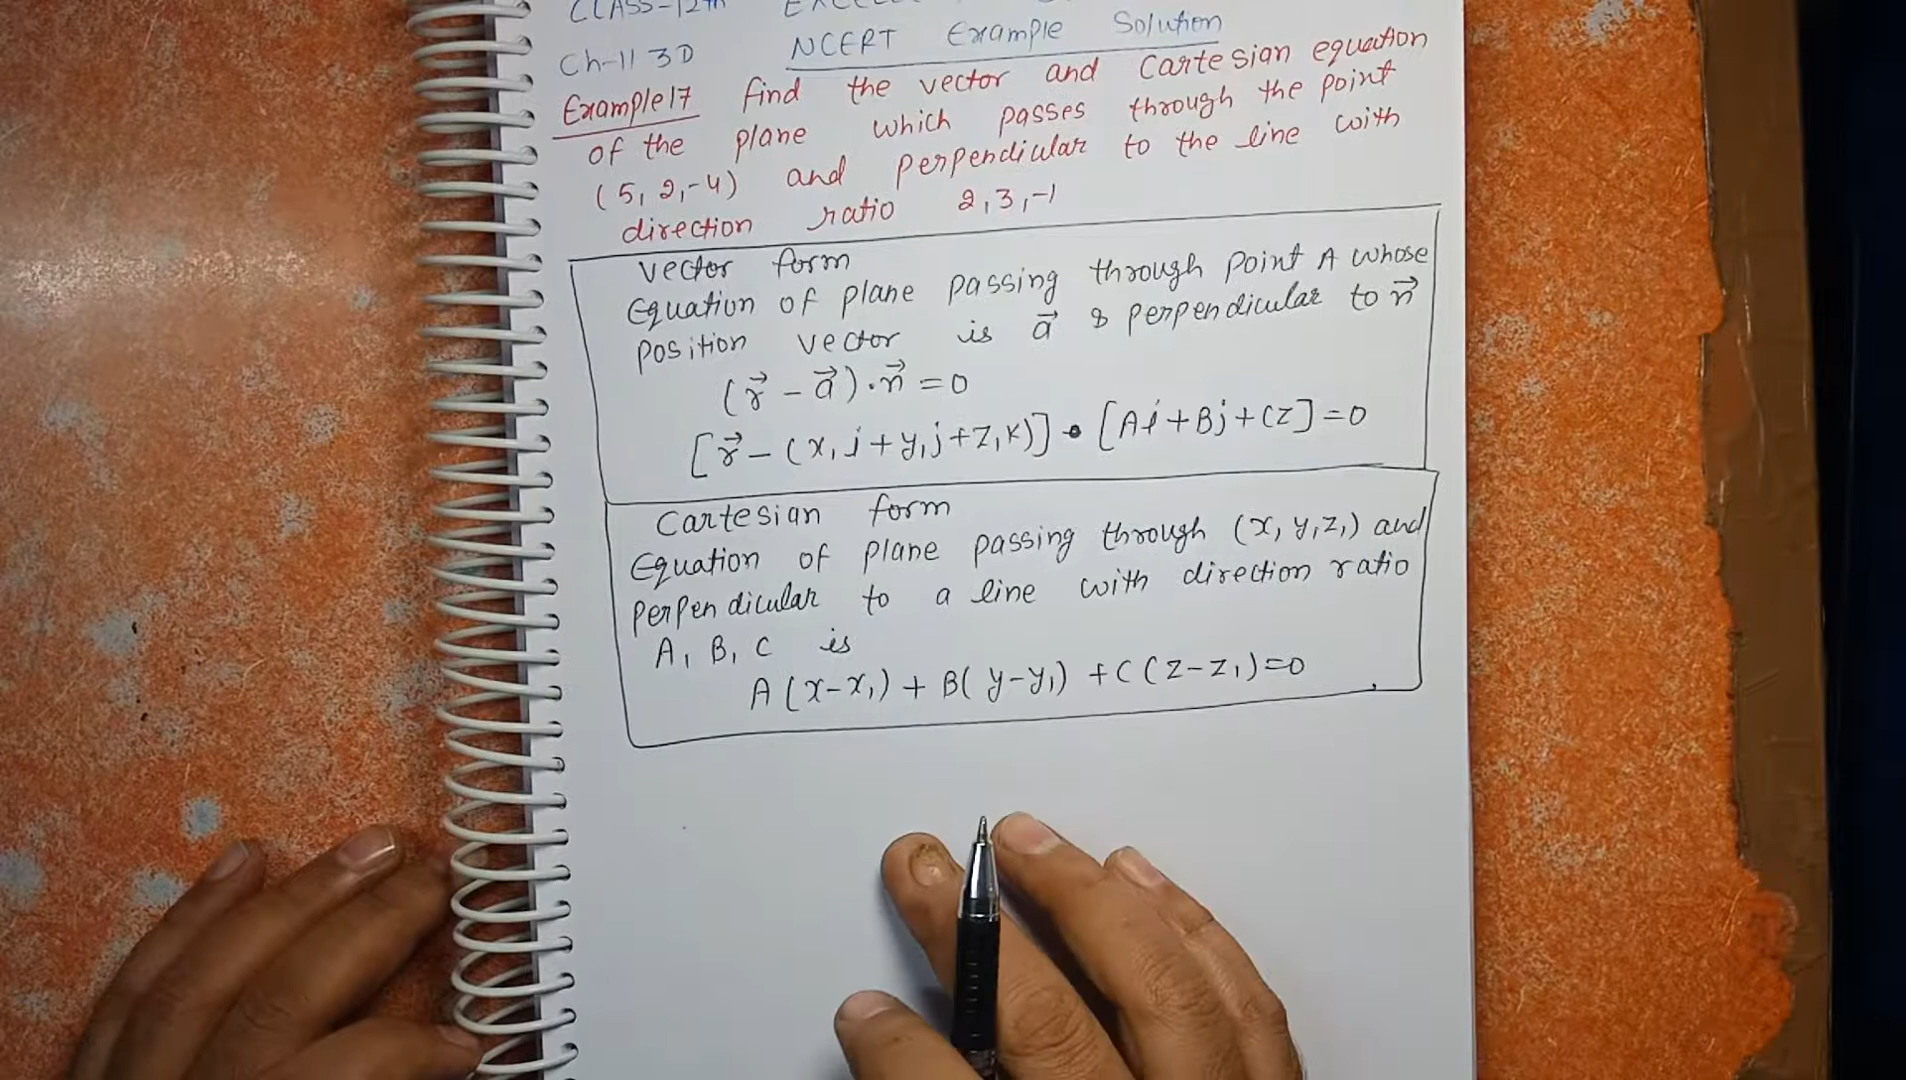 CLASS-12th
Ch-11 3D NCERT Example Solution
Example17 find the vector and Cartesian equation
of the plane which passes through the point
(5, 2, -4) and perpendiculat to the line with
direction ratio 2, 3, -1
Vector form
Equation of plane passing through point A whose
position vector is a⃗ & perpendicular to n⃗
(r⃗ - a⃗) . n⃗ = 0
[r⃗ - (x₁j + y₁j + z₁k)] • [Ai + Bj + CZ] = 0
Cartesian form
Equation of plane passing through (x, y, z₁) and
perpendicular to a line with direction ratio
A, B, C is
A (x-x₁) + B( y-y₁) + C (z-z₁) = 0